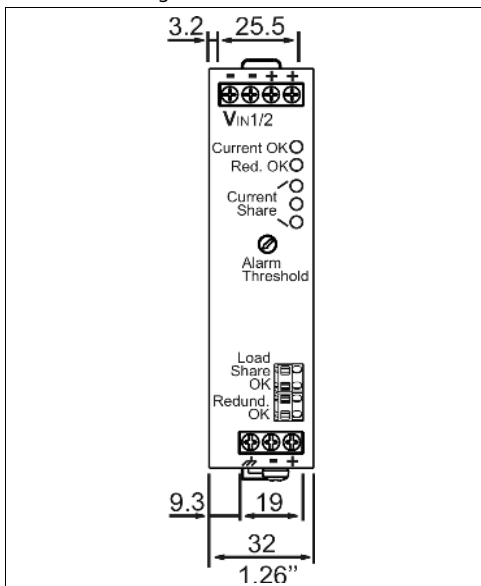 3.2 25.5
- - + +
VIN1/2
Current OK
Red. OK
Current
Share
Alarm
Threshold
Load
Share
OK
Redund.
OK
- +
9.3 19
32
1.26”